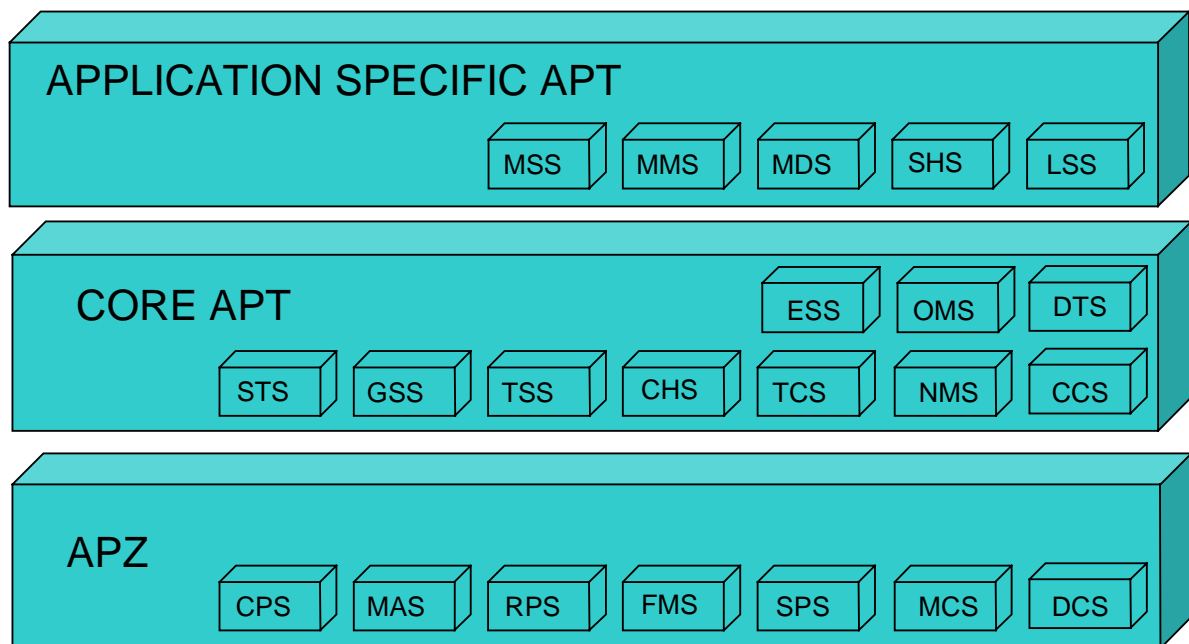 APPLICATION SPECIFIC APT
MSS MMS MDS SHS LSS
CORE APT
ESS OMS DTS
STS GSS TSS CHS TCS NMS CCS
APZ
CPS MAS RPS FMS SPS MCS DCS